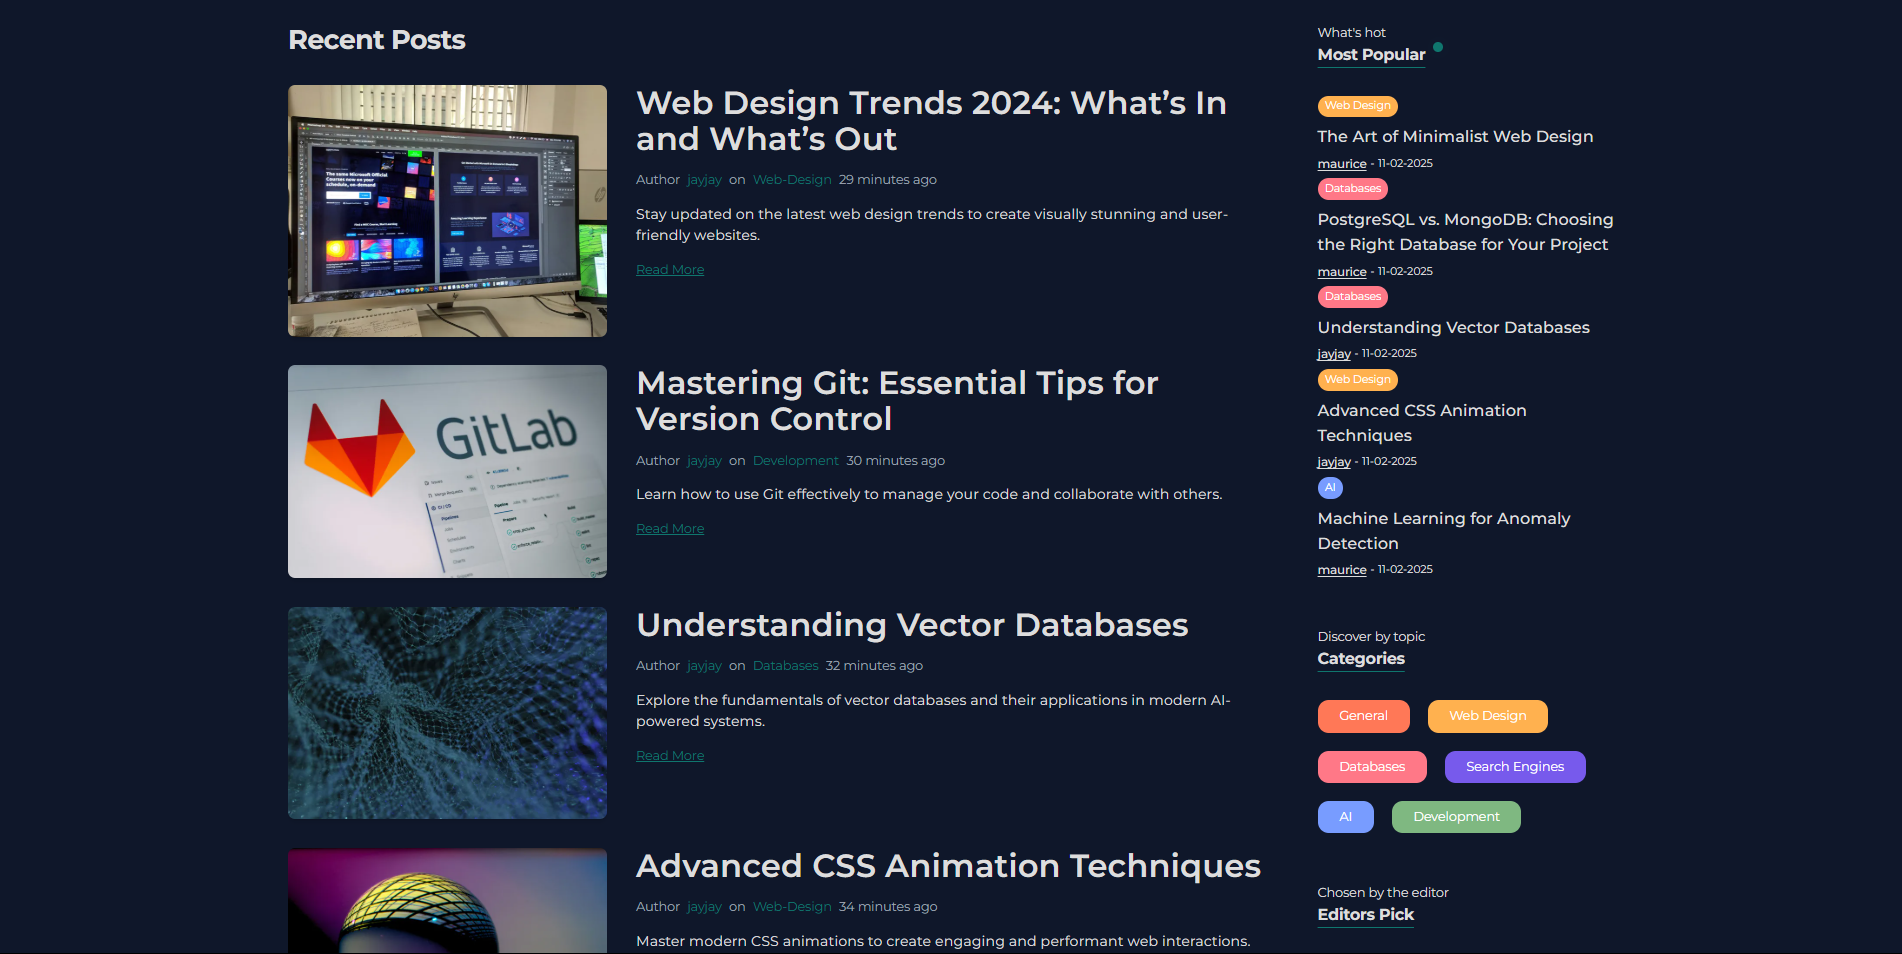 Recent Posts
Web Design Trends 2024: What’s In
and What’s Out
Author jayjay on Web-Design 29 minutes ago
Stay updated on the latest web design trends to create visually stunning and user-
friendly websites.
Read More
GitLab
Mastering Git: Essential Tips for
Version Control
Author jayjay on Development 30 minutes ago
Learn how to use Git effectively to manage your code and collaborate with others.
Read More
Understanding Vector Databases
Author jayjay on Databases 32 minutes ago
Explore the fundamentals of vector databases and their applications in modern AI-
powered systems.
Read More
Advanced CSS Animation Techniques
Author jayjay on Web-Design 34 minutes ago
Master modern CSS animations to create engaging and performant web interactions.
What's hot
Most Popular
Web Design
The Art of Minimalist Web Design
maurice - 11-02-2025
Databases
PostgreSQL vs. MongoDB: Choosing
the Right Database for Your Project
maurice - 11-02-2025
Databases
Understanding Vector Databases
jayjay - 11-02-2025
Web Design
Advanced CSS Animation
Techniques
jayjay - 11-02-2025
AI
Machine Learning for Anomaly
Detection
maurice - 11-02-2025
Discover by topic
Categories
General
Web Design
Databases
Search Engines
AI
Development
Chosen by the editor
Editors Pick